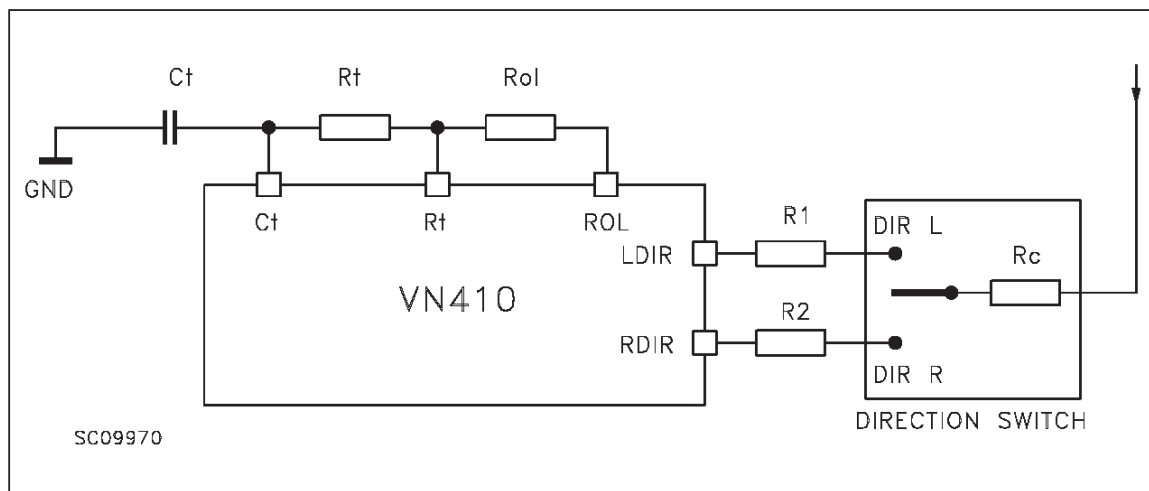 Ct
Rt
Rol
GND
Ct
Rt
ROL
LDIR
VN410
RDIR
R1
R2
DIR L
Rc
DIR R
DIRECTION SWITCH
SC09970